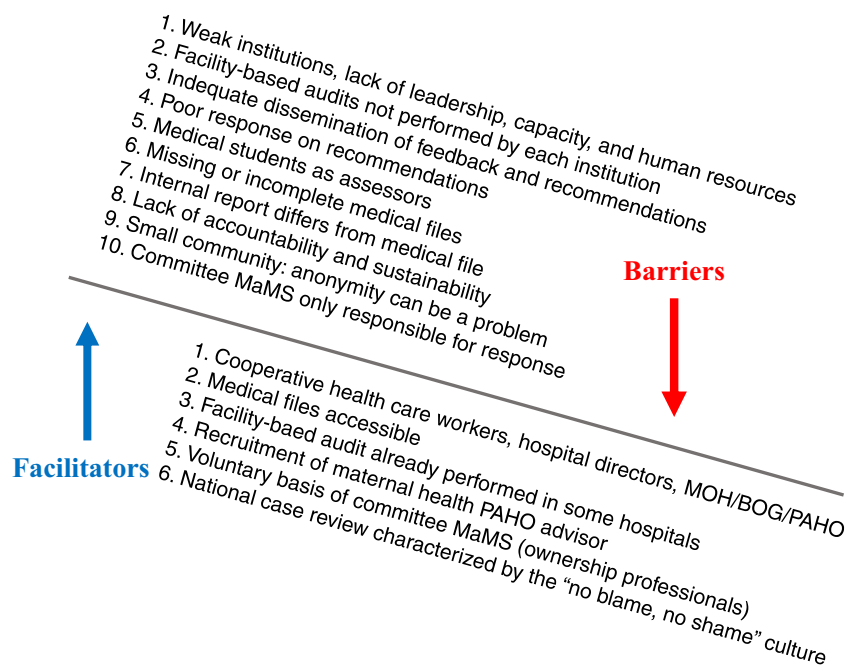 1. Weak institutions, lack of leadership, capacity, and human resources
2. Facility-based audits not performed by each institution
3. Indequate dissemination of feedback and recommendations
4. Poor response on recommendations
5. Medical students as assessors
6. Missing or incomplete medical files
7. Internal report differs from medical file
8. Lack of accountability and sustainability
9. Small community: anonymity can be a problem
10. Committee MaMS only responsible for response
Barriers
Facilitators
1. Cooperative health care workers, hospital directors, MOH/BOG/PAHO
2. Medical files accessible
3. Facility-baed audit already performed in some hospitals
4. Recruitment of maternal health PAHO advisor
5. Voluntary basis of committee MaMS (ownership professionals)
6. National case review characterized by the “no blame, no shame” culture